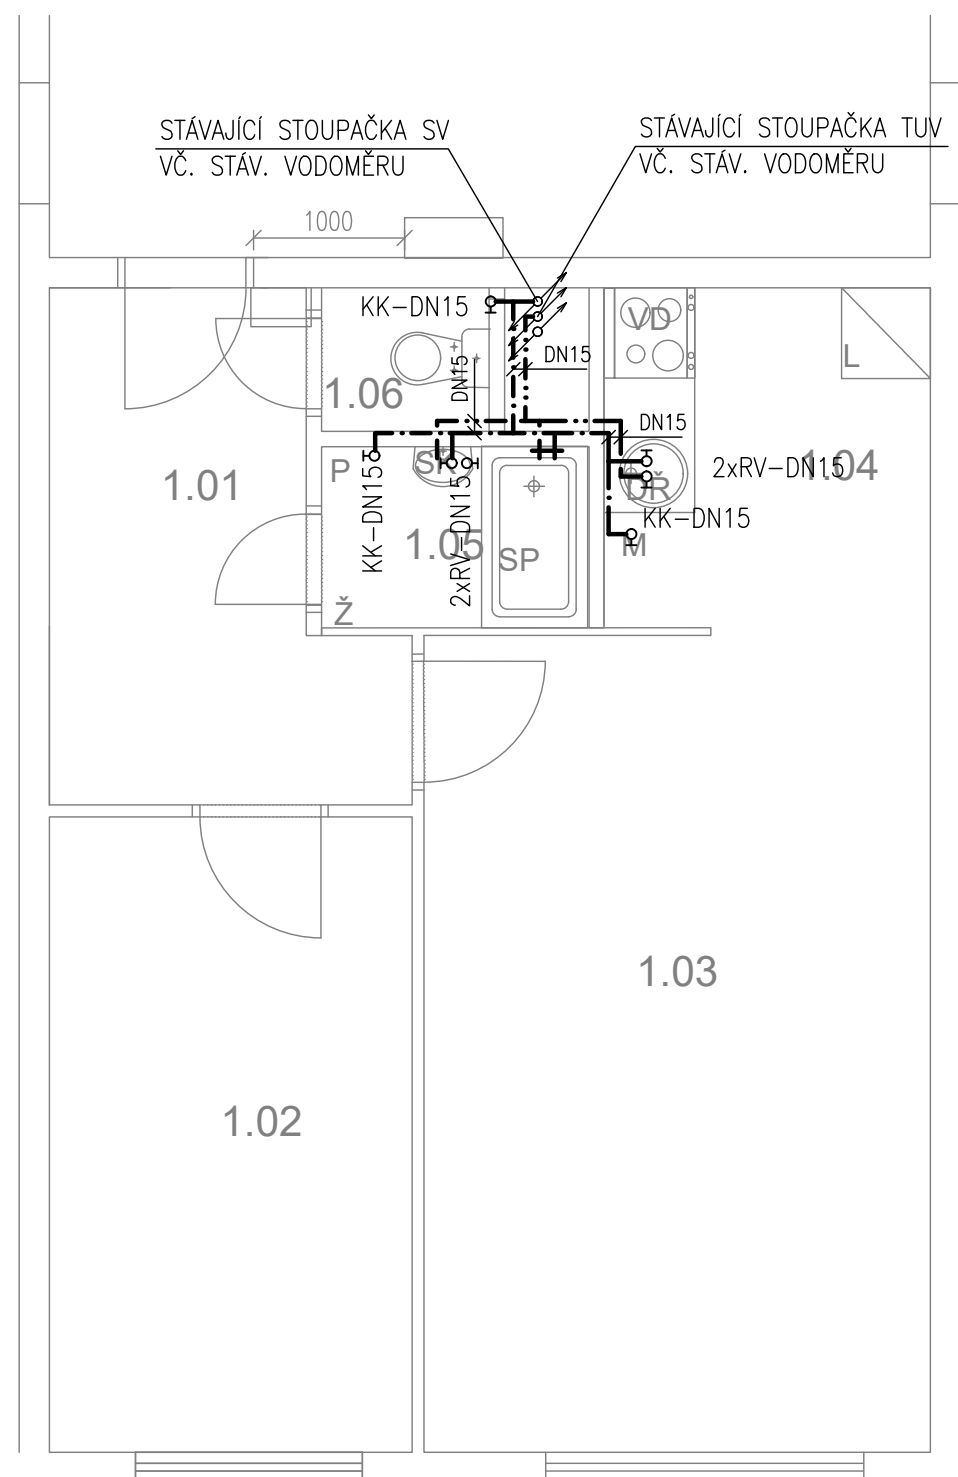 STÁVAJÍCÍ STOUPAČKA SV
VČ. STÁV. VODOMĚRU
STÁVAJÍCÍ STOUPAČKA TUV
VČ. STÁV. VODOMĚRU
1000
KK-DN15
VD
L
DN15
DN15
1.06
DN15
1.01
P
SK
2xRV-DN15
1.04
DŘ
KK-DN15
KK-DN15
2xRV-DN15
1.05
SP
M
Ž
1.03
1.02